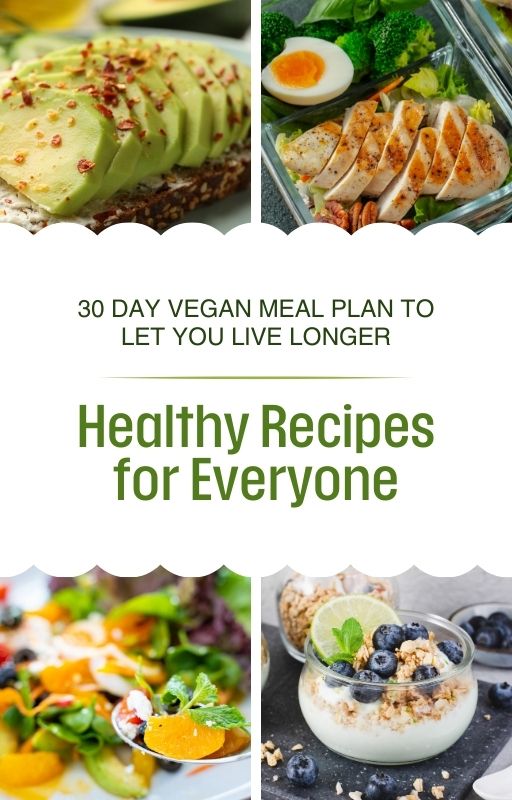 30 DAY VEGAN MEAL PLAN TO
LET YOU LIVE LONGER
Healthy Recipes
for Everyone